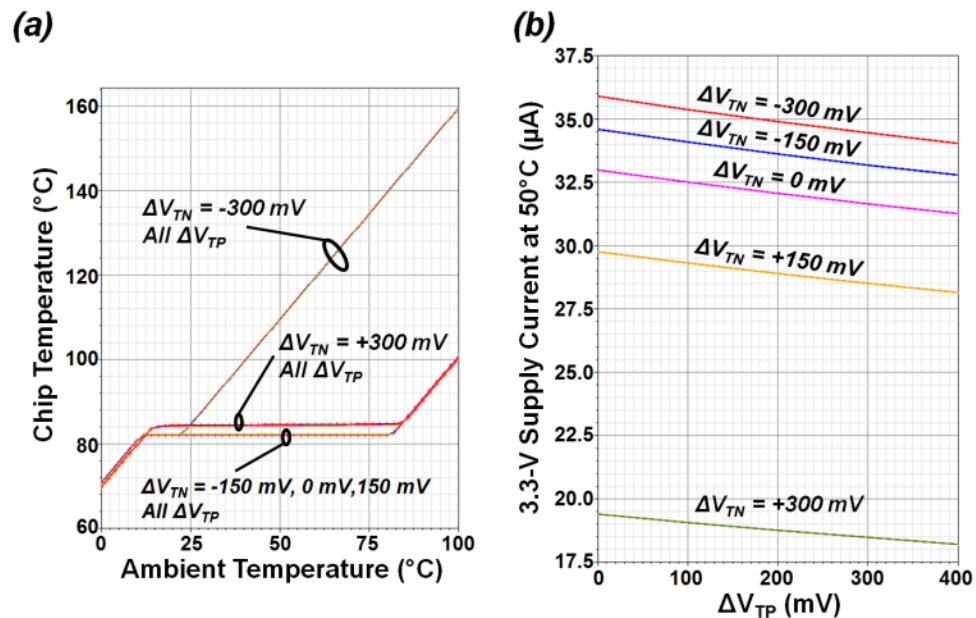 (a)
160
140
120
100
80
60
0
25
50
75
100
Chip Temperature (°C)
Ambient Temperature (°C)
ΔVTN = -300 mV
All ΔVTP
ΔVTN = +300 mV
All ΔVTP
ΔVTN = -150 mV, 0 mV,150 mV
All ΔVTP
(b)
37.5
35.0
32.5
30.0
27.5
25.0
22.5
19.20
17.5
0
100
200
300
400
3.3-V Supply Current at 50°C (µA)
ΔVTP (mV)
ΔVTN = -300 mV
ΔVTN = -150 mV
ΔVTN = 0 mV
ΔVTN = +150 mV
ΔVTN = +300 mV